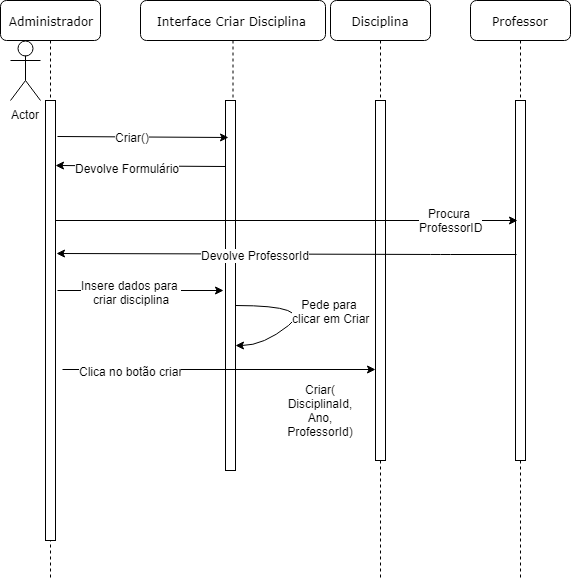 Administrador
Interface Criar Disciplina
Disciplina
Professor
Actor
Criar()
Devolve Formulário
Procura
ProfessorID
Devolve ProfessorId
Insere dados para
criar disciplina
Pede para
clicar em Criar
Clica no botão criar
Criar(
DisciplinaId,
Ano,
ProfessorId)